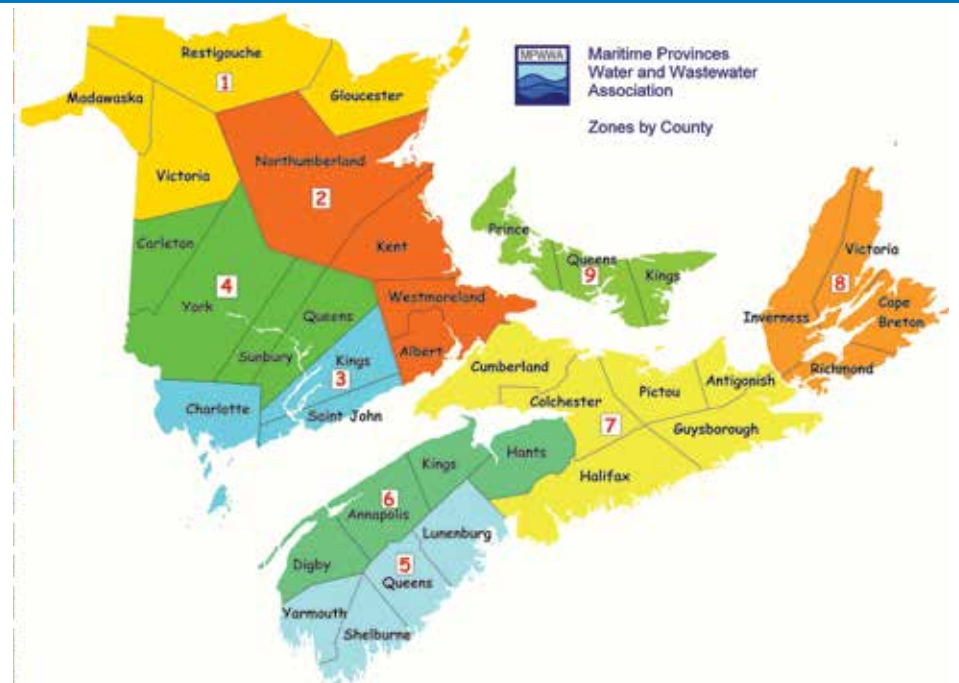 MPWWA
Maritime Provinces
Water and Wastewater
Association
Zones by County
Restigouche
1
Madawaska
Gloucester
Victoria
Northumberland
2
Kent
Carleton
4
York
Queens
Sunbury
Westmoreland
Albert
Kings
3
Charlotte
Saint John
Prince
Queens
9
Kings
Victoria
8
Inverness
Cape
Breton
Richmond
Cumberland
Colchester
Pictou
Antigonish
7
Guysborough
Halifax
Kings
Hants
6
Annapolis
Digby
Lunenburg
5
Queens
Yarmouth
Shelburne